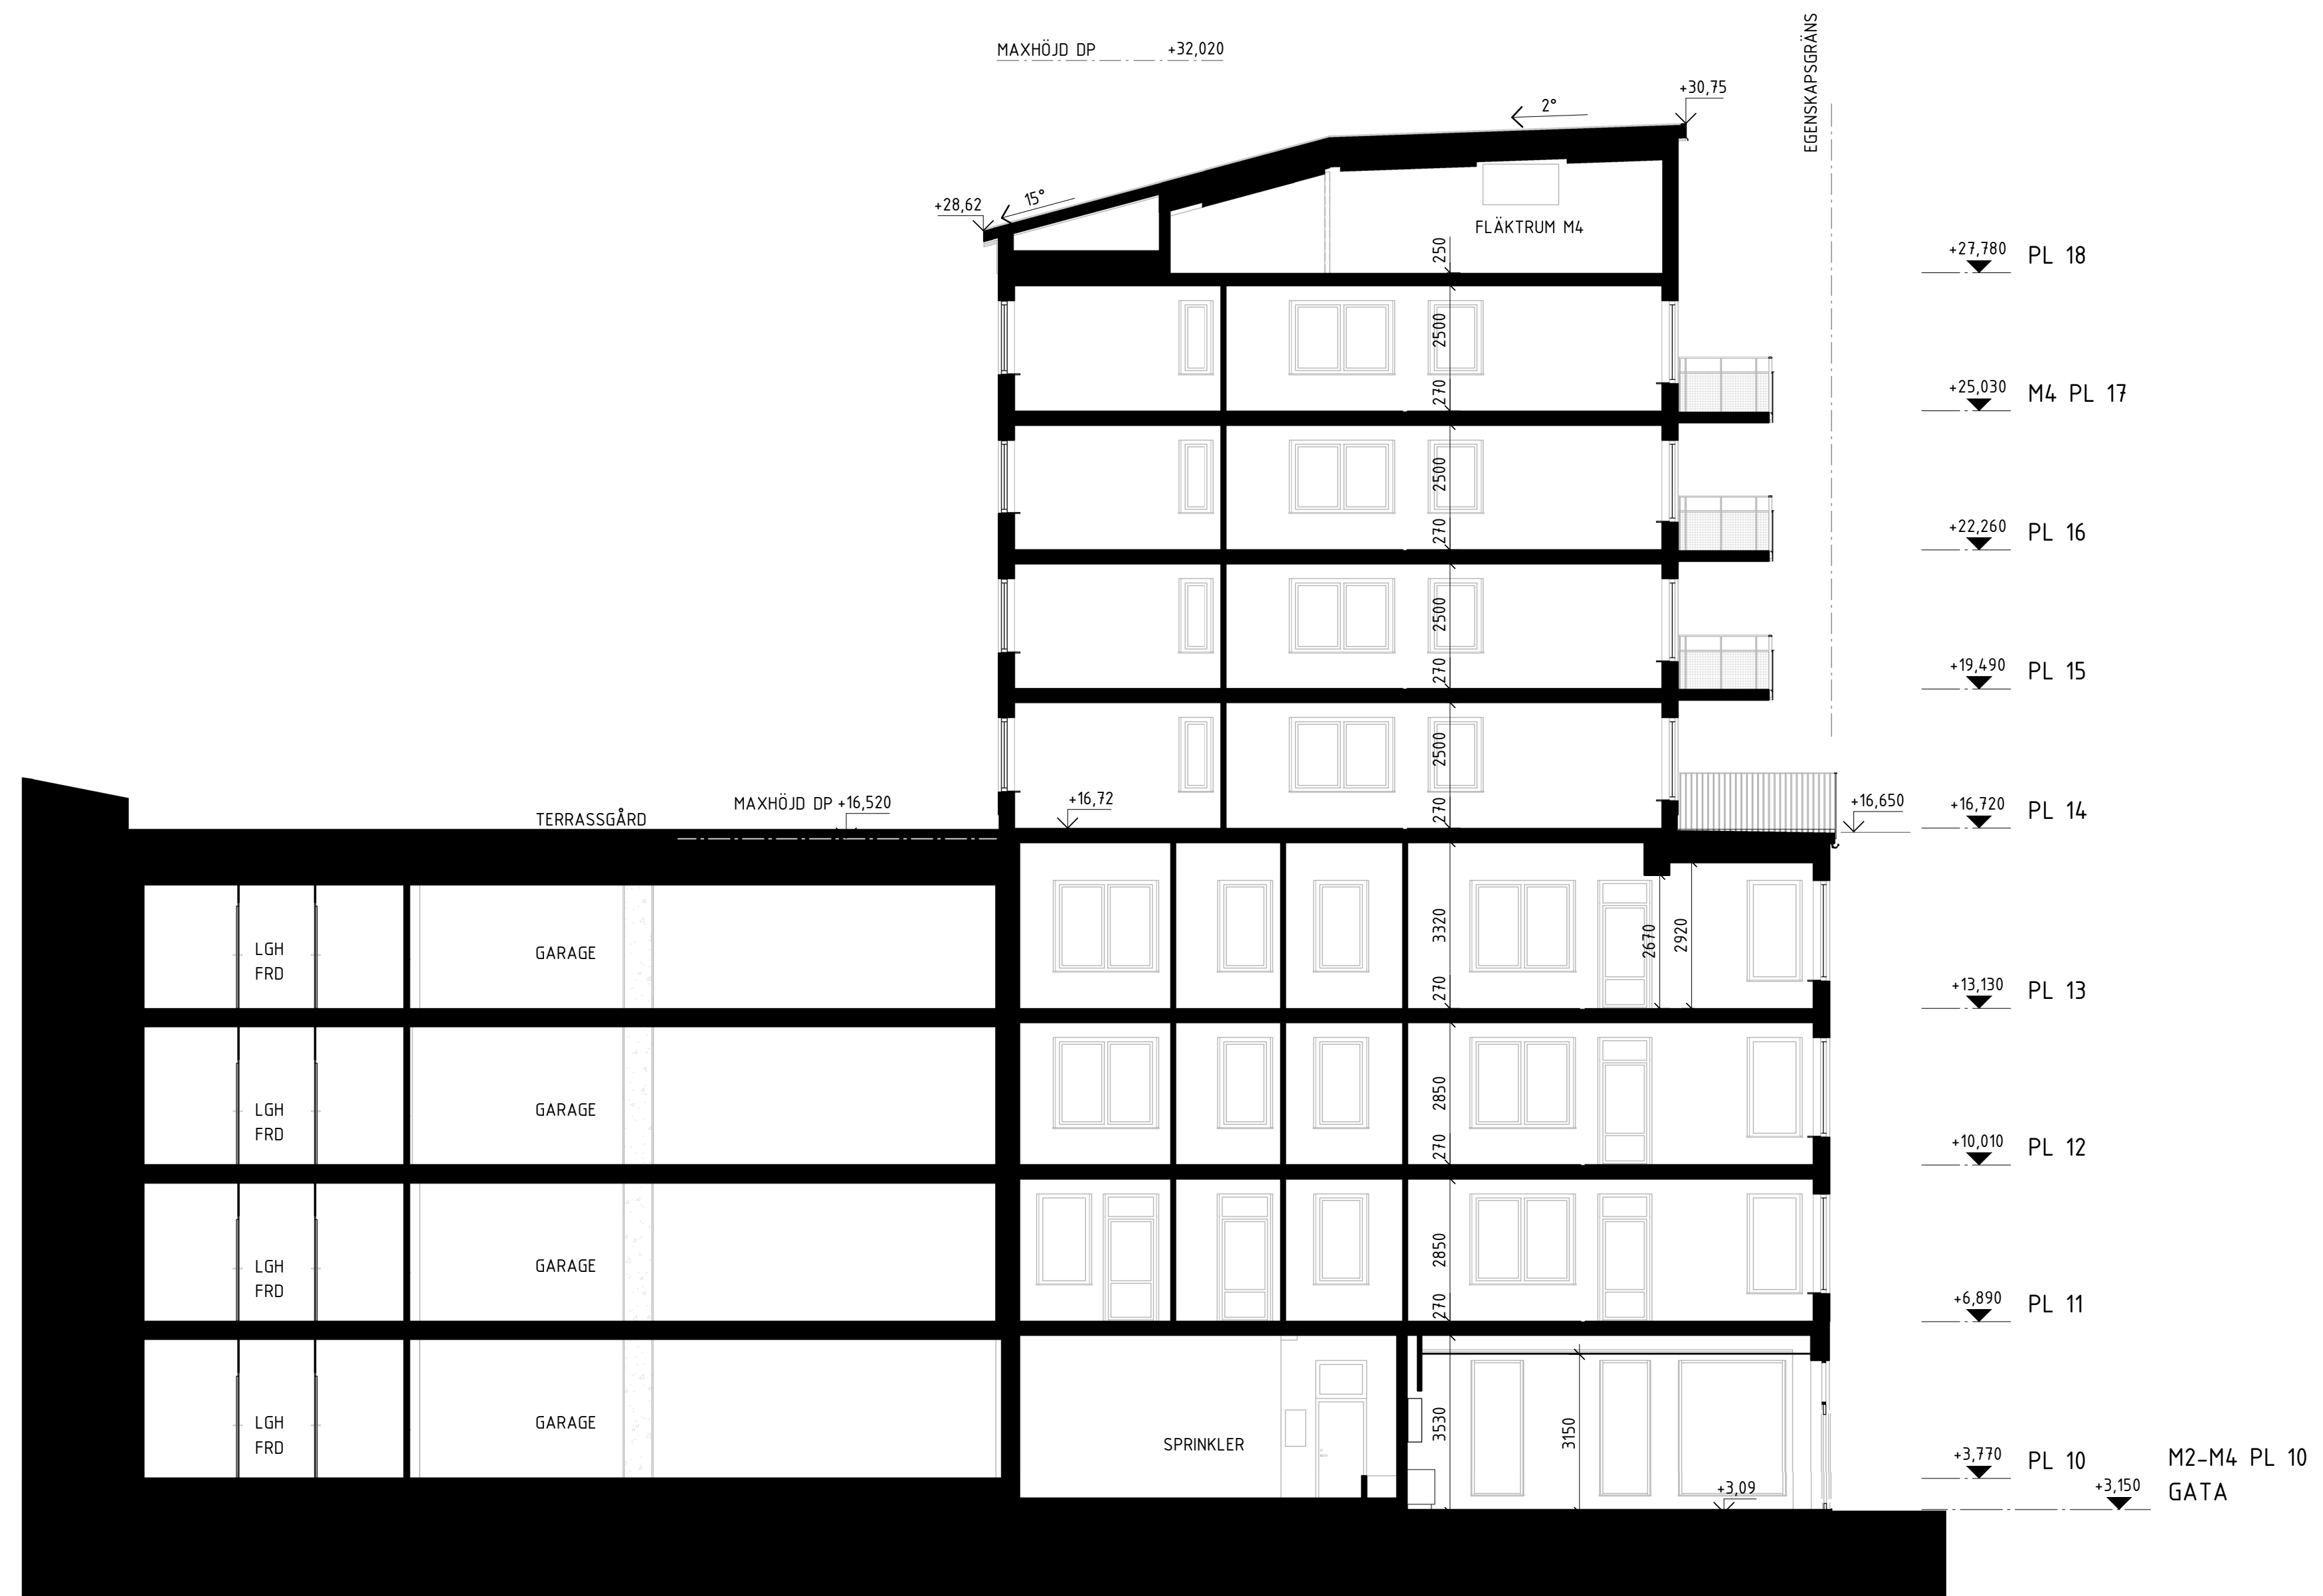 MAXHÖJD DP +32,020
EGENSKAPSGRÄNS
+30,75
2°
15°
+28,62
FLÄKTRUM M4
250
+27,780 PL 18
2500
270
+25,030 M4 PL 17
2500
270
+22,260 PL 16
2500
270
+19,490 PL 15
2500
270
TERRASSGÅRD
MAXHÖJD DP +16,520
+16,72
+16,650
+16,720 PL 14
LGH
FRD
GARAGE
3320
2670
2920
270
+13,130 PL 13
LGH
FRD
GARAGE
2850
270
+10,010 PL 12
LGH
FRD
GARAGE
2850
270
+6,890 PL 11
LGH
FRD
GARAGE
SPRINKLER
3530
3150
+3,09
+3,770 PL 10
M2-M4 PL 10
+3,150 GATA